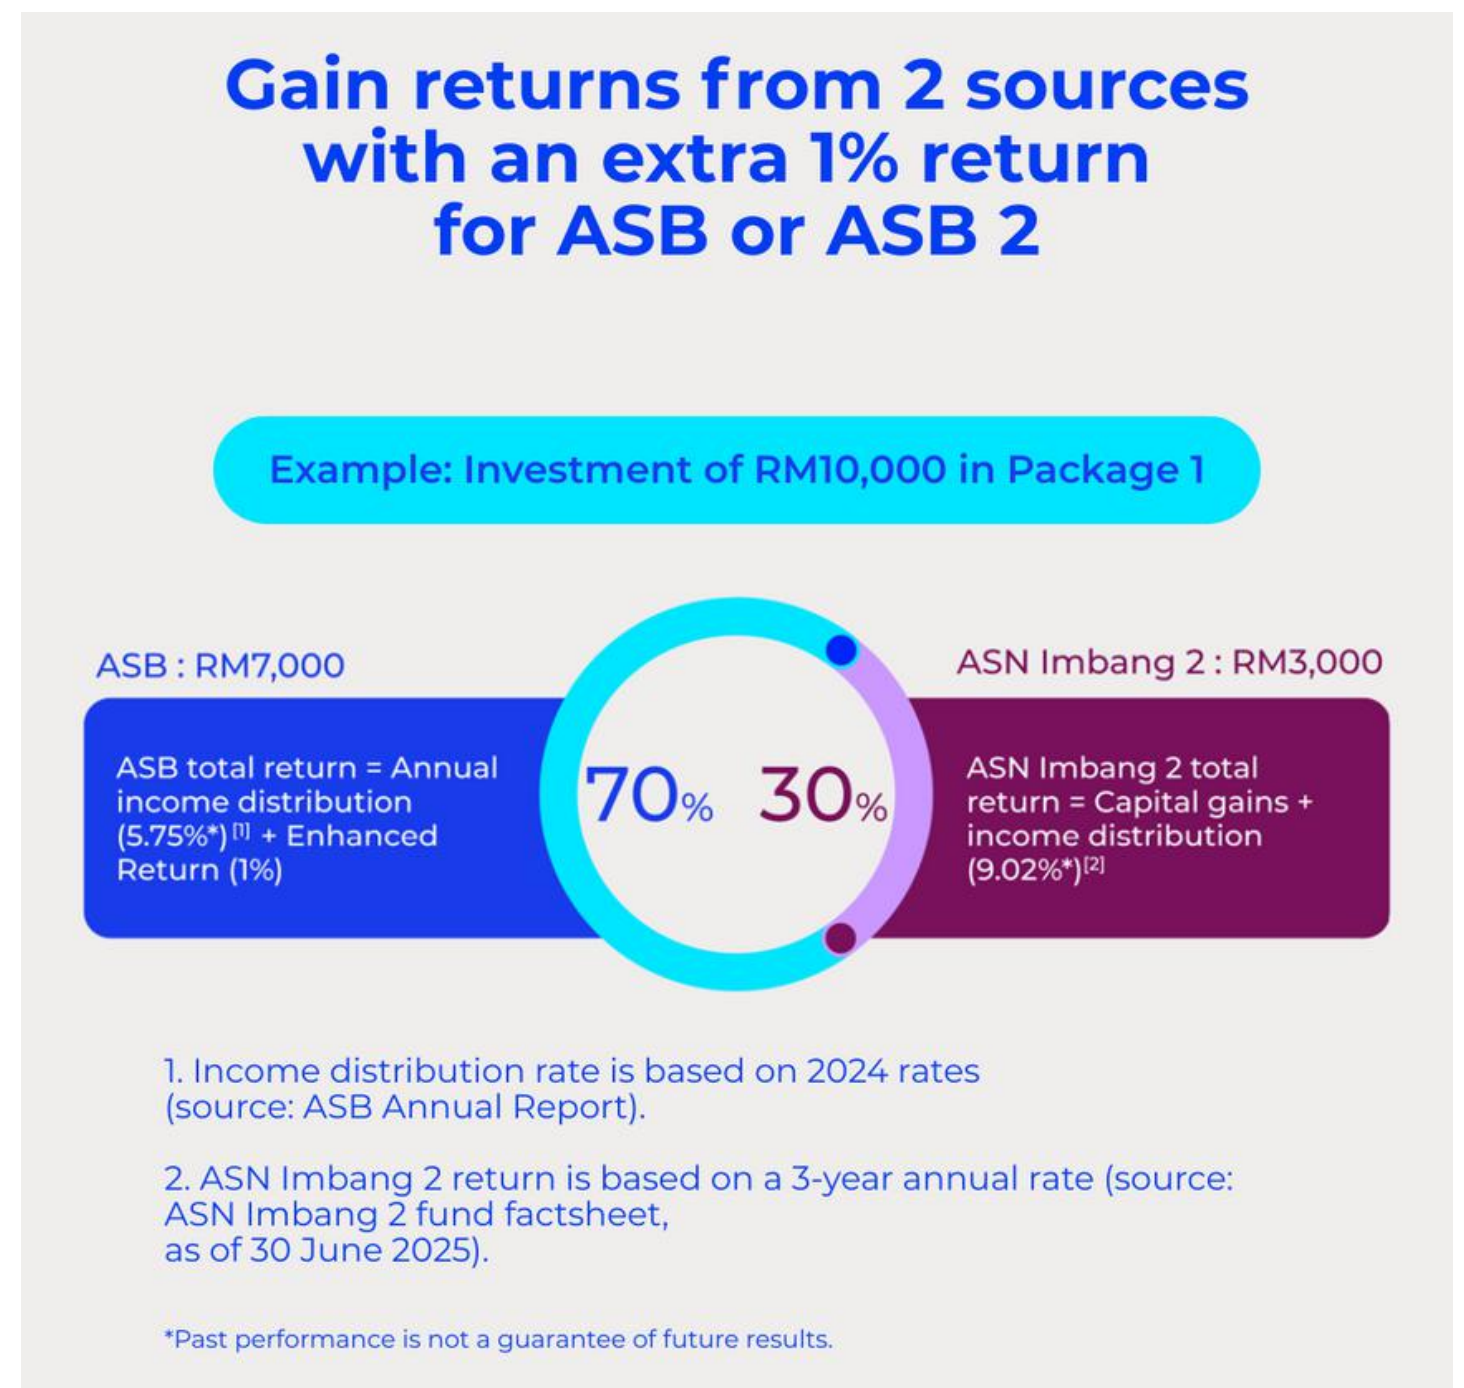 Gain returns from 2 sources
with an extra 1% return
for ASB or ASB 2
Example: Investment of RM10,000 in Package 1
ASB : RM7,000
ASB total return = Annual
income distribution
(5.75%*)[1] + Enhanced
Return (1%)
70%
30%
ASN Imbang 2 : RM3,000
ASN Imbang 2 total
return = Capital gains +
income distribution
(9.02%*)[2]
1. Income distribution rate is based on 2024 rates
(source: ASB Annual Report).
2. ASN Imbang 2 return is based on a 3-year annual rate (source:
ASN Imbang 2 fund factsheet,
as of 30 June 2025).
*Past performance is not a guarantee of future results.